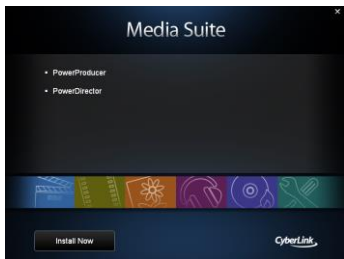 Media Suite
PowerProducer
PowerDirector
Install Now
CyberLink